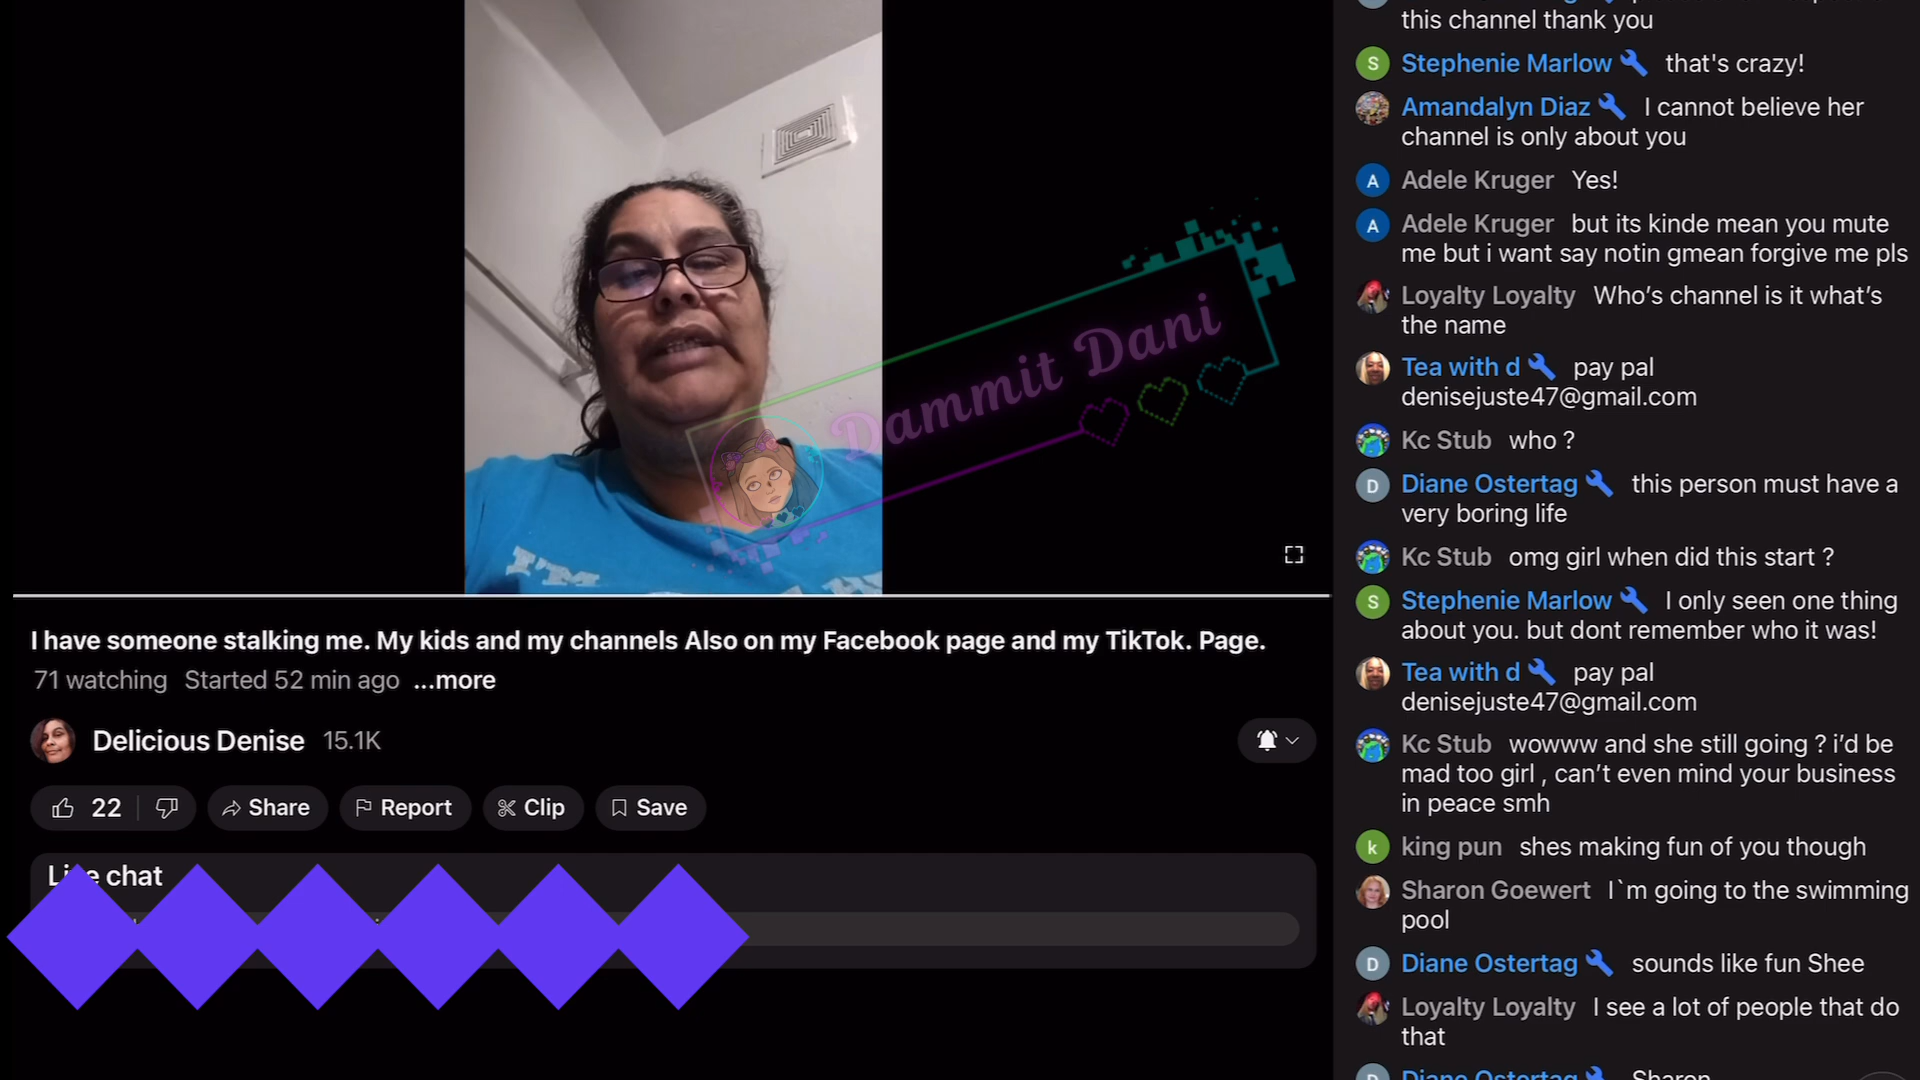 I'M
Dammit Dani
I have someone stalking me. My kids and my channels Also on my Facebook page and my TikTok. Page.
71 watching Started 52 min ago ...more
Delicious Denise 15.1K
22 Share Report Clip Save
chat
this channel thank you
S Stephenie Marlow that's crazy!
Amandalyn Diaz I cannot believe her
channel is only about you
A Adele Kruger Yes!
A Adele Kruger but its kinde mean you mute
me but i want say notin gmean forgive me pls
Loyalty Loyalty Who’s channel is it what’s
the name
Tea with d pay pal
denisejuste47@gmail.com
Kc Stub who ?
D Diane Ostertag this person must have a
very boring life
Kc Stub omg girl when did this start ?
S Stephenie Marlow I only seen one thing
about you. but dont remember who it was!
Tea with d pay pal
denisejuste47@gmail.com
Kc Stub wowww and she still going ? i’d be
mad too girl , can’t even mind your business
in peace smh
k king pun shes making fun of you though
Sharon Goewert I`m going to the swimming
pool
D Diane Ostertag sounds like fun Shee
Loyalty Loyalty I see a lot of people that do
that
D Diane Ostertag Sharon